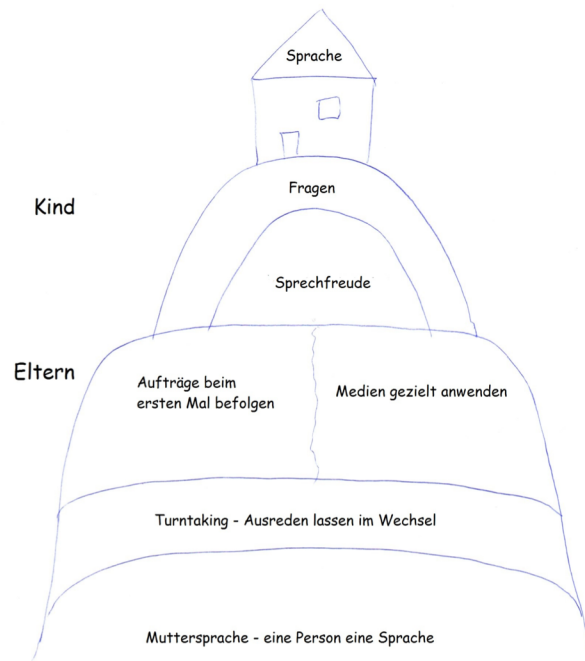 Sprache
Fragen
Kind
Sprechfreude
Eltern
Aufträge beim
ersten Mal befolgen
Medien gezielt anwenden
Turntaking - Ausreden lassen im Wechsel
Muttersprache - eine Person eine Sprache